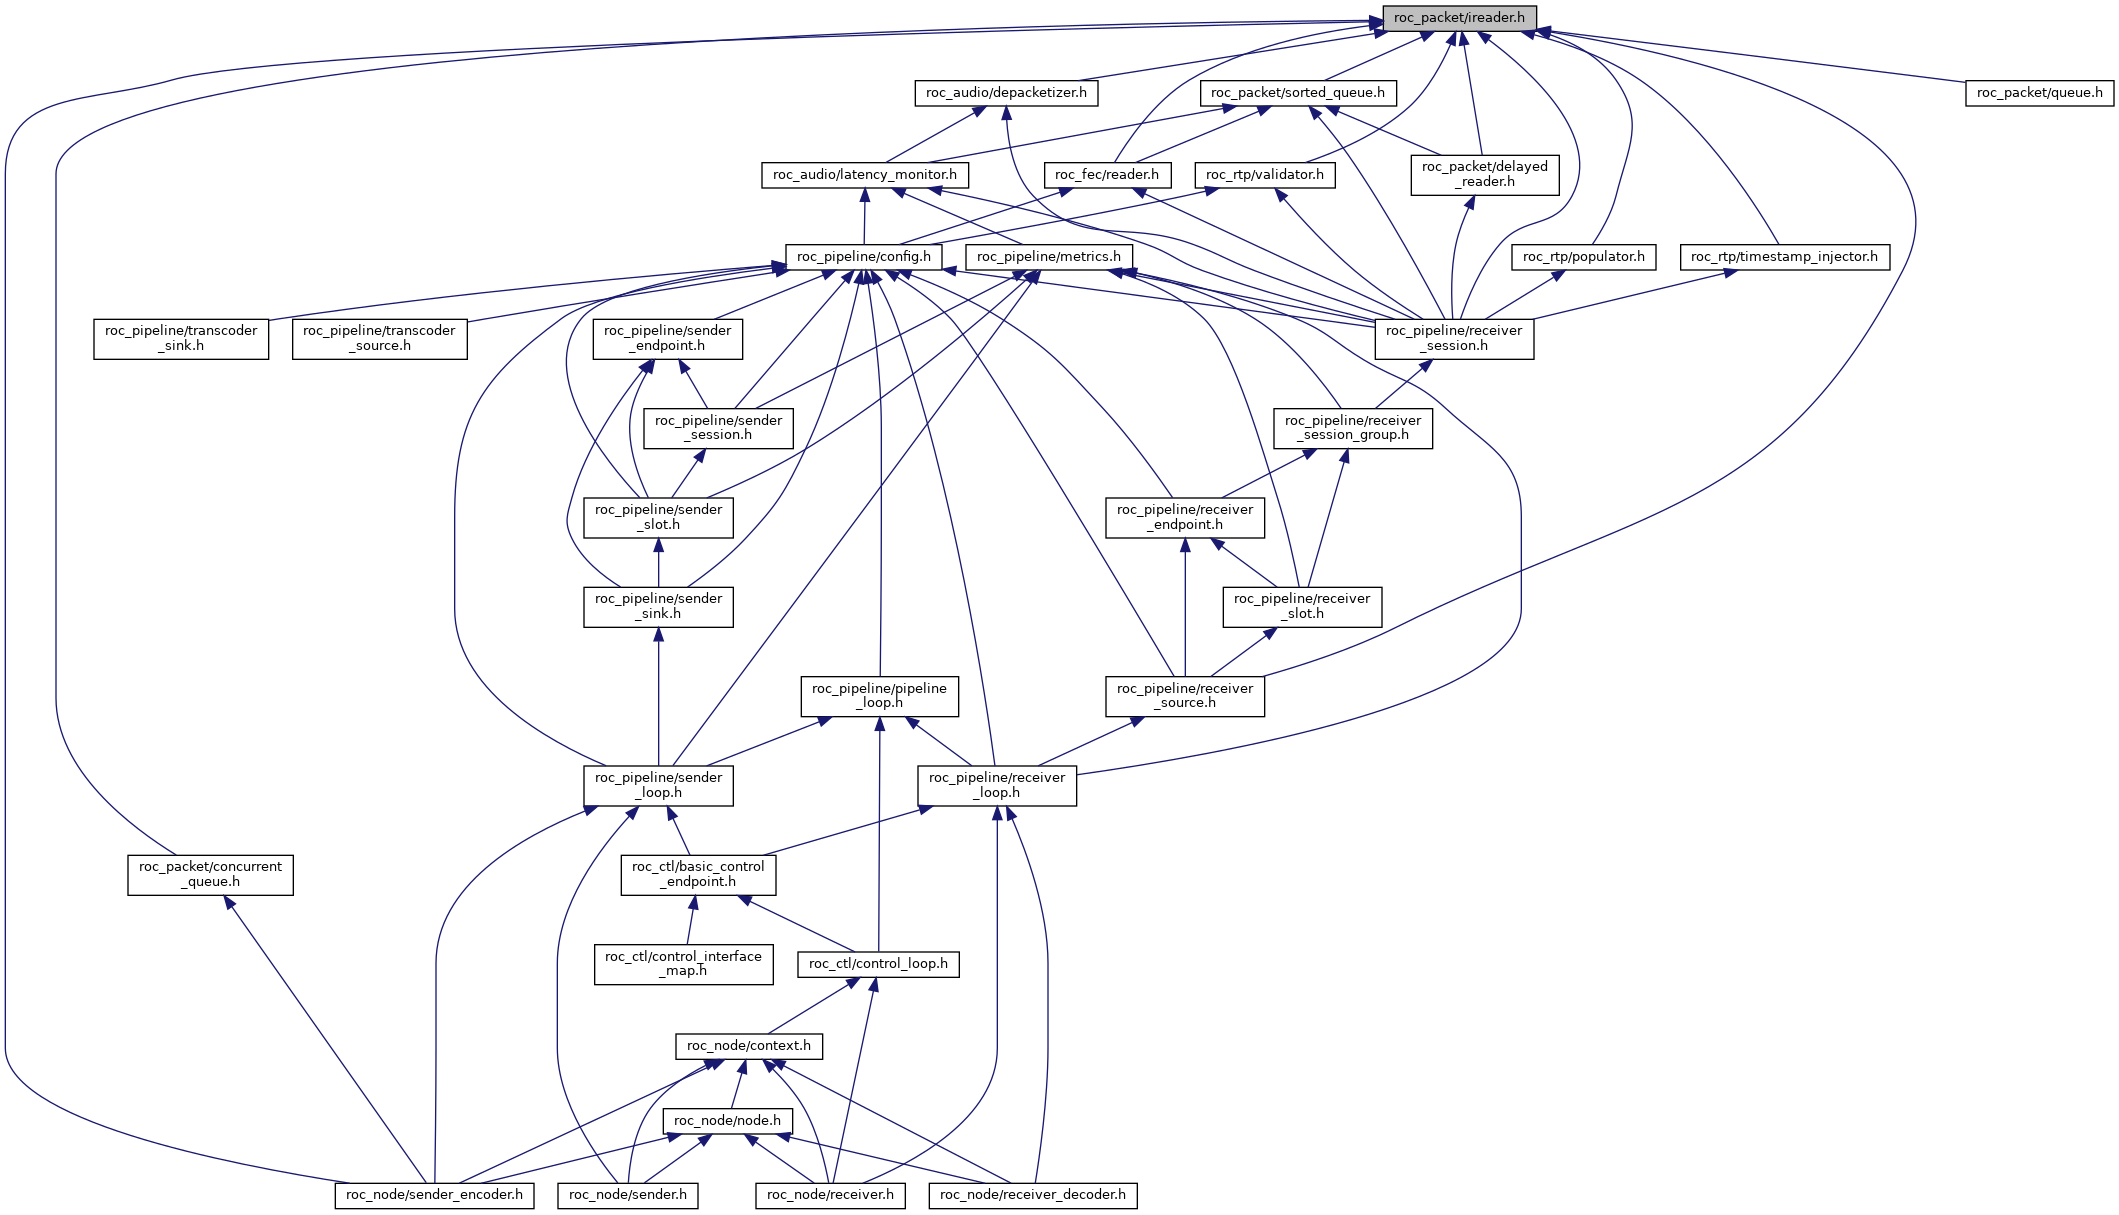 roc_packet/ireader.h
roc_audio/depacketizer.h
roc_packet/sorted_queue.h
roc_packet/queue.h
roc_audio/latency_monitor.h
roc_fec/reader.h
roc_rtp/validator.h
roc_packet/delayed
_reader.h
roc_pipeline/config.h
roc_pipeline/metrics.h
roc_rtp/populator.h
roc_rtp/timestamp_injector.h
roc_pipeline/transcoder
_sink.h
roc_pipeline/transcoder
_source.h
roc_pipeline/sender
_endpoint.h
roc_pipeline/receiver
_session.h
roc_pipeline/sender
_session.h
roc_pipeline/receiver
_session_group.h
roc_pipeline/sender
_slot.h
roc_pipeline/receiver
_endpoint.h
roc_pipeline/sender
_sink.h
roc_pipeline/receiver
_slot.h
roc_pipeline/pipeline
_loop.h
roc_pipeline/receiver
_source.h
roc_pipeline/sender
_loop.h
roc_pipeline/receiver
_loop.h
roc_packet/concurrent
_queue.h
roc_ctl/basic_control
_endpoint.h
roc_ctl/control_interface
_map.h
roc_ctl/control_loop.h
roc_node/context.h
roc_node/node.h
roc_node/sender_encoder.h
roc_node/sender.h
roc_node/receiver.h
roc_node/receiver_decoder.h